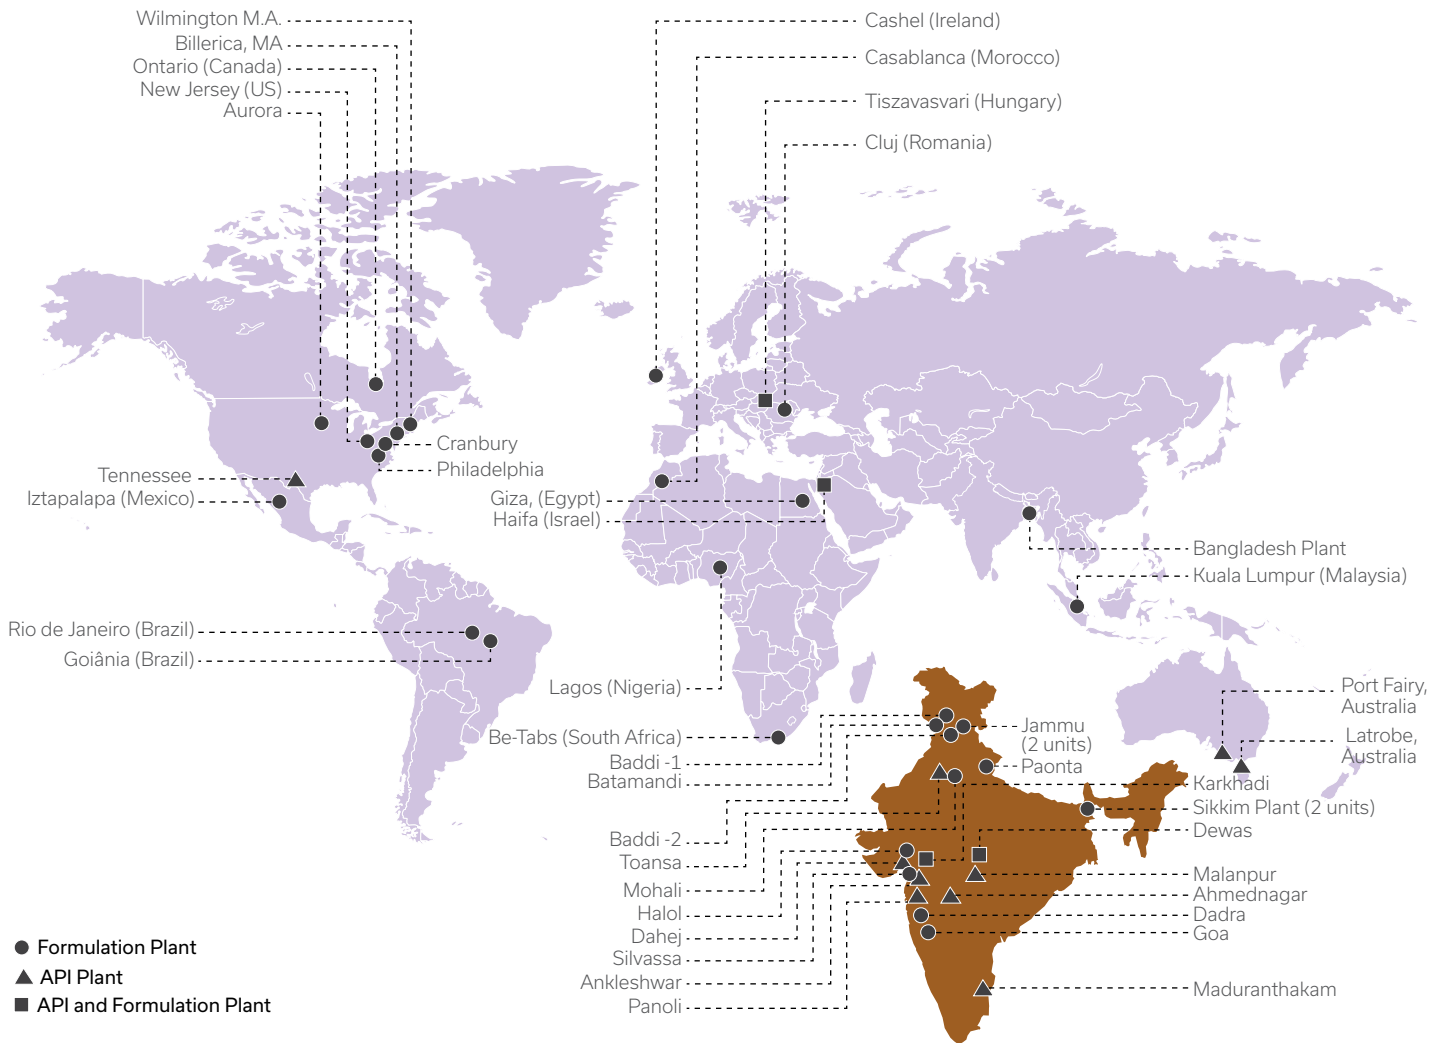 Wilmington M.A.
Billerica, MA
Ontario (Canada)
New Jersey (US)
Aurora
Cashel (Ireland)
Casablanca (Morocco)
Tiszavasvari (Hungary)
Cluj (Romania)
Cranbury
Philadelphia
Tennessee
Iztapalapa (Mexico)
Giza, (Egypt)
Haifa (Israel)
Bangladesh Plant
Kuala Lumpur (Malaysia)
Rio de Janeiro (Brazil)
Goiânia (Brazil)
Lagos (Nigeria)
Be-Tabs (South Africa)
Baddi -1
Batamandi
Baddi -2
Toansa
Mohali
Halol
Dahej
Silvassa
Ankleshwar
Panoli
Jammu
(2 units)
Paonta
Port Fairy,
Australia
Latrobe,
Australia
Karkhadi
Sikkim Plant (2 units)
Dewas
Malanpur
Ahmednagar
Dadra
Goa
Maduranthakam
Formulation Plant
API Plant
API and Formulation Plant